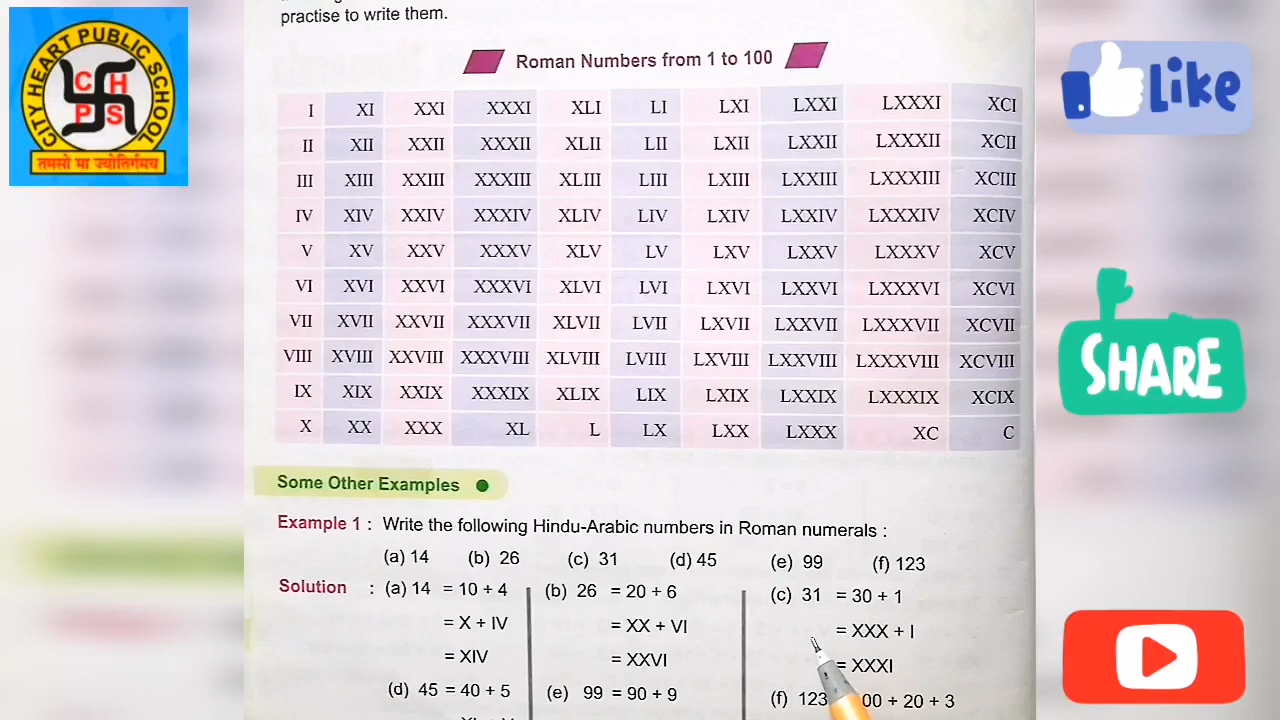 practise to write them.
Roman Numbers from 1 to 100
I XI XXI XXXI XLI LI LXI LXXI LXXXI XCI
II XII XXII XXXII XLII LII LXII LXXII LXXXII XCII
III XIII XXIII XXXIII XLIII LIII LXIII LXXIII LXXXIII XCIII
IV XIV XXIV XXXIV XLIV LIV LXIV LXXIV LXXXIV XCIV
V XV XXV XXXV XLV LV LXV LXXV LXXXV XCV
VI XVI XXVI XXXVI XLVI LVI LXVI LXXVI LXXXVI XCVI
VII XVII XXVII XXXVII XLVII LVII LXVII LXXVII LXXXVII XCVII
VIII XVIII XXVIII XXXVIII XLVIII LVIII LXVIII LXXVIII LXXXVIII XCVIII
IX XIX XXIX XXXIX XLIX LIX LXIX LXXIX LXXXIX XCIX
X XX XXX XL L LX LXX LXXX XC C
Some Other Examples
Example 1 : Write the following Hindu-Arabic numbers in Roman numerals :
(a) 14 (b) 26 (c) 31 (d) 45 (e) 99 (f) 123
Solution : (a) 14 = 10 + 4 (b) 26 = 20 + 6 (c) 31 = 30 + 1
= X + IV = XX + VI = XXX + I
= XIV = XXVI = XXXI
(d) 45 = 40 + 5 (e) 99 = 90 + 9 (f) 123 00 + 20 + 3
CITY HEART PUBLIC SCHOOL
C H
P S
तमसो मा ज्योतिर्गमय
Like
SHARE